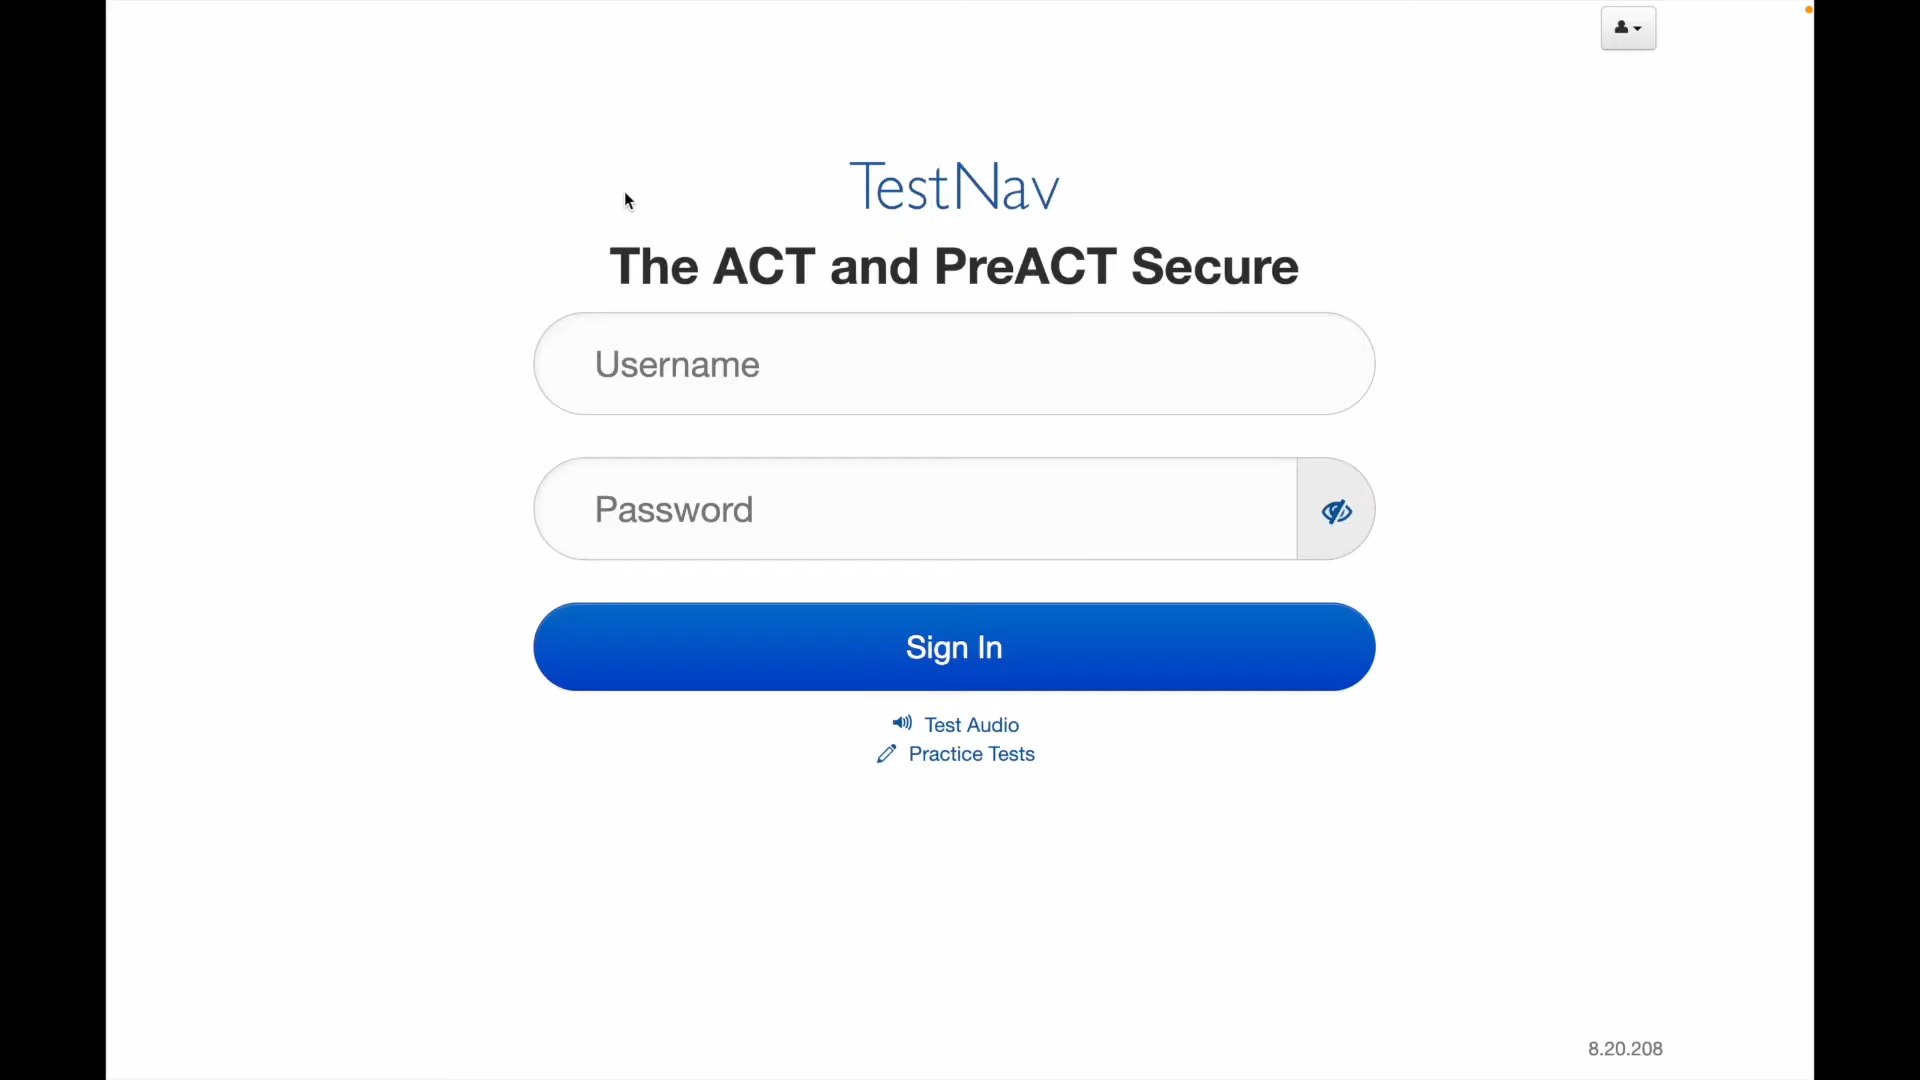 TestNav
The ACT and PreACT Secure
Username
Password
Sign In
Test Audio
Practice Tests
8.20.208